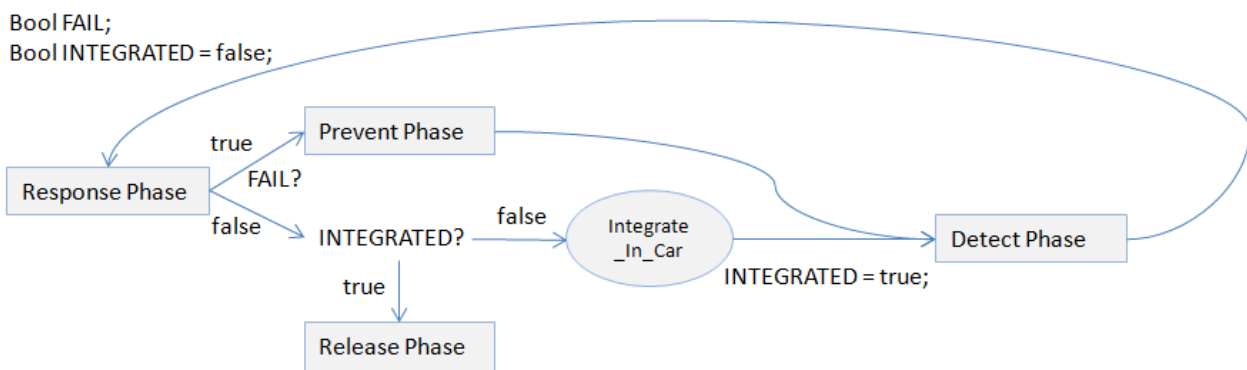 Bool FAIL;
Bool INTEGRATED = false;
true
Prevent Phase
Response Phase
FAIL?
false
INTEGRATED?
false
Integrate
_In_Car
Detect Phase
INTEGRATED = true;
true
Release Phase